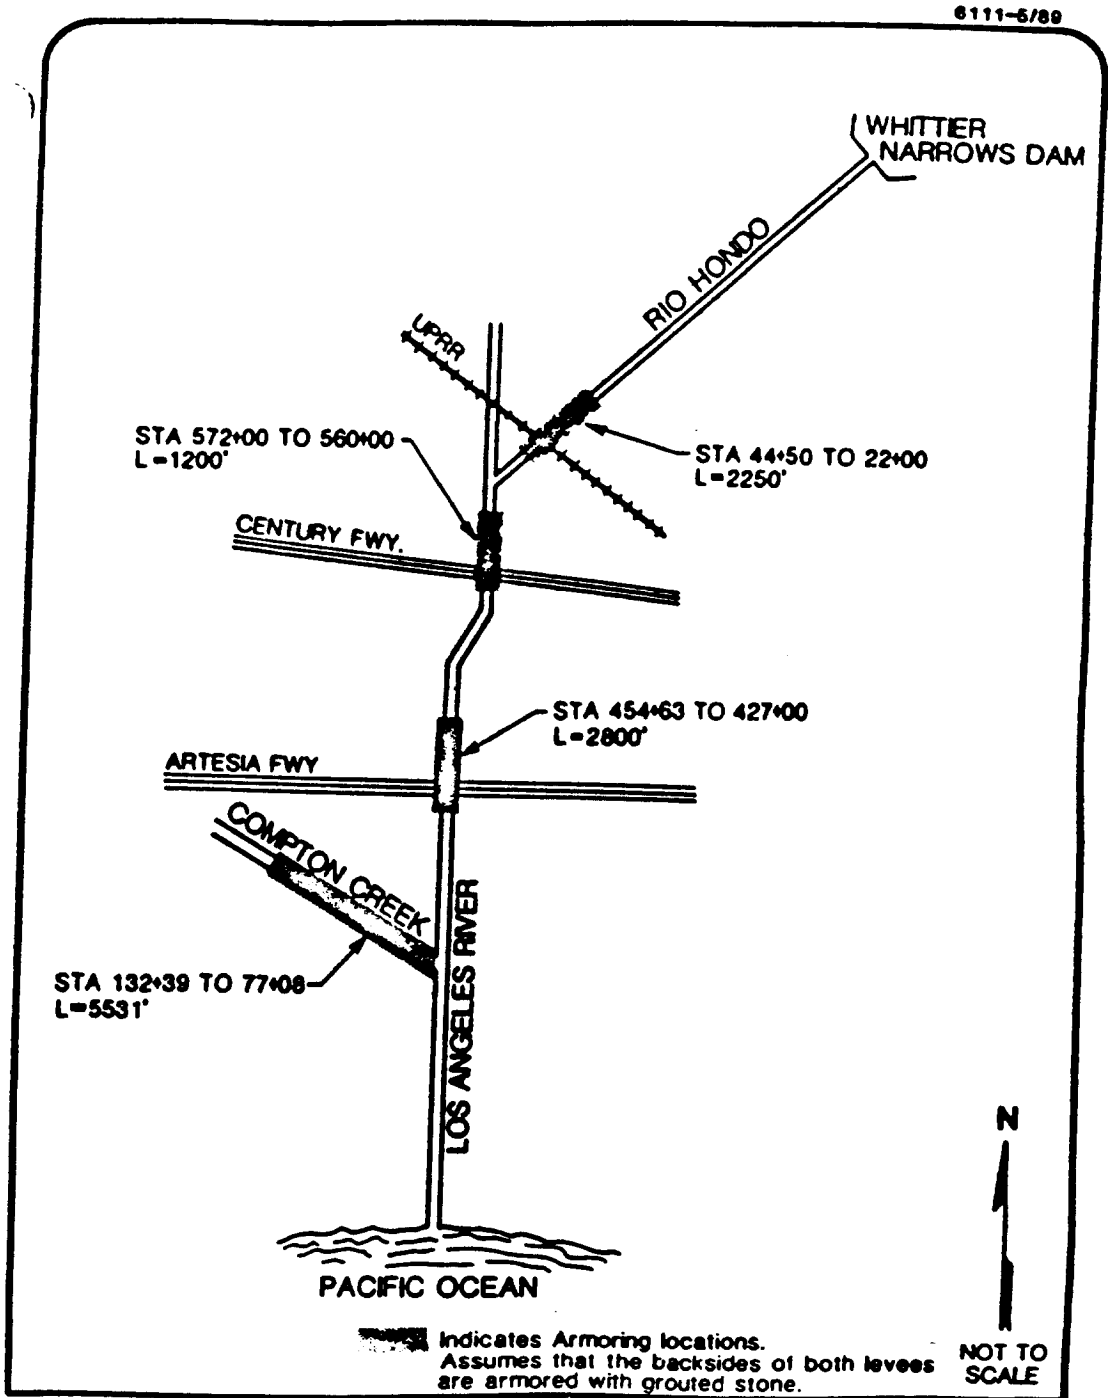 6111-5/89
WHITTIER
NARROWS DAM
RIO HONDO
UPRR
STA 572+00 TO 560+00
L=1200'
STA 44+50 TO 22+00
L=2250'
CENTURY FWY.
STA 454+63 TO 427+00
L=2800'
ARTESIA FWY
COMPTON CREEK
LOS ANGELES RIVER
STA 132+39 TO 77+08
L=5531'
N
PACIFIC OCEAN
Indicates Armoring locations.
Assumes that the backsides of both levees
are armored with grouted stone.
NOT TO
SCALE